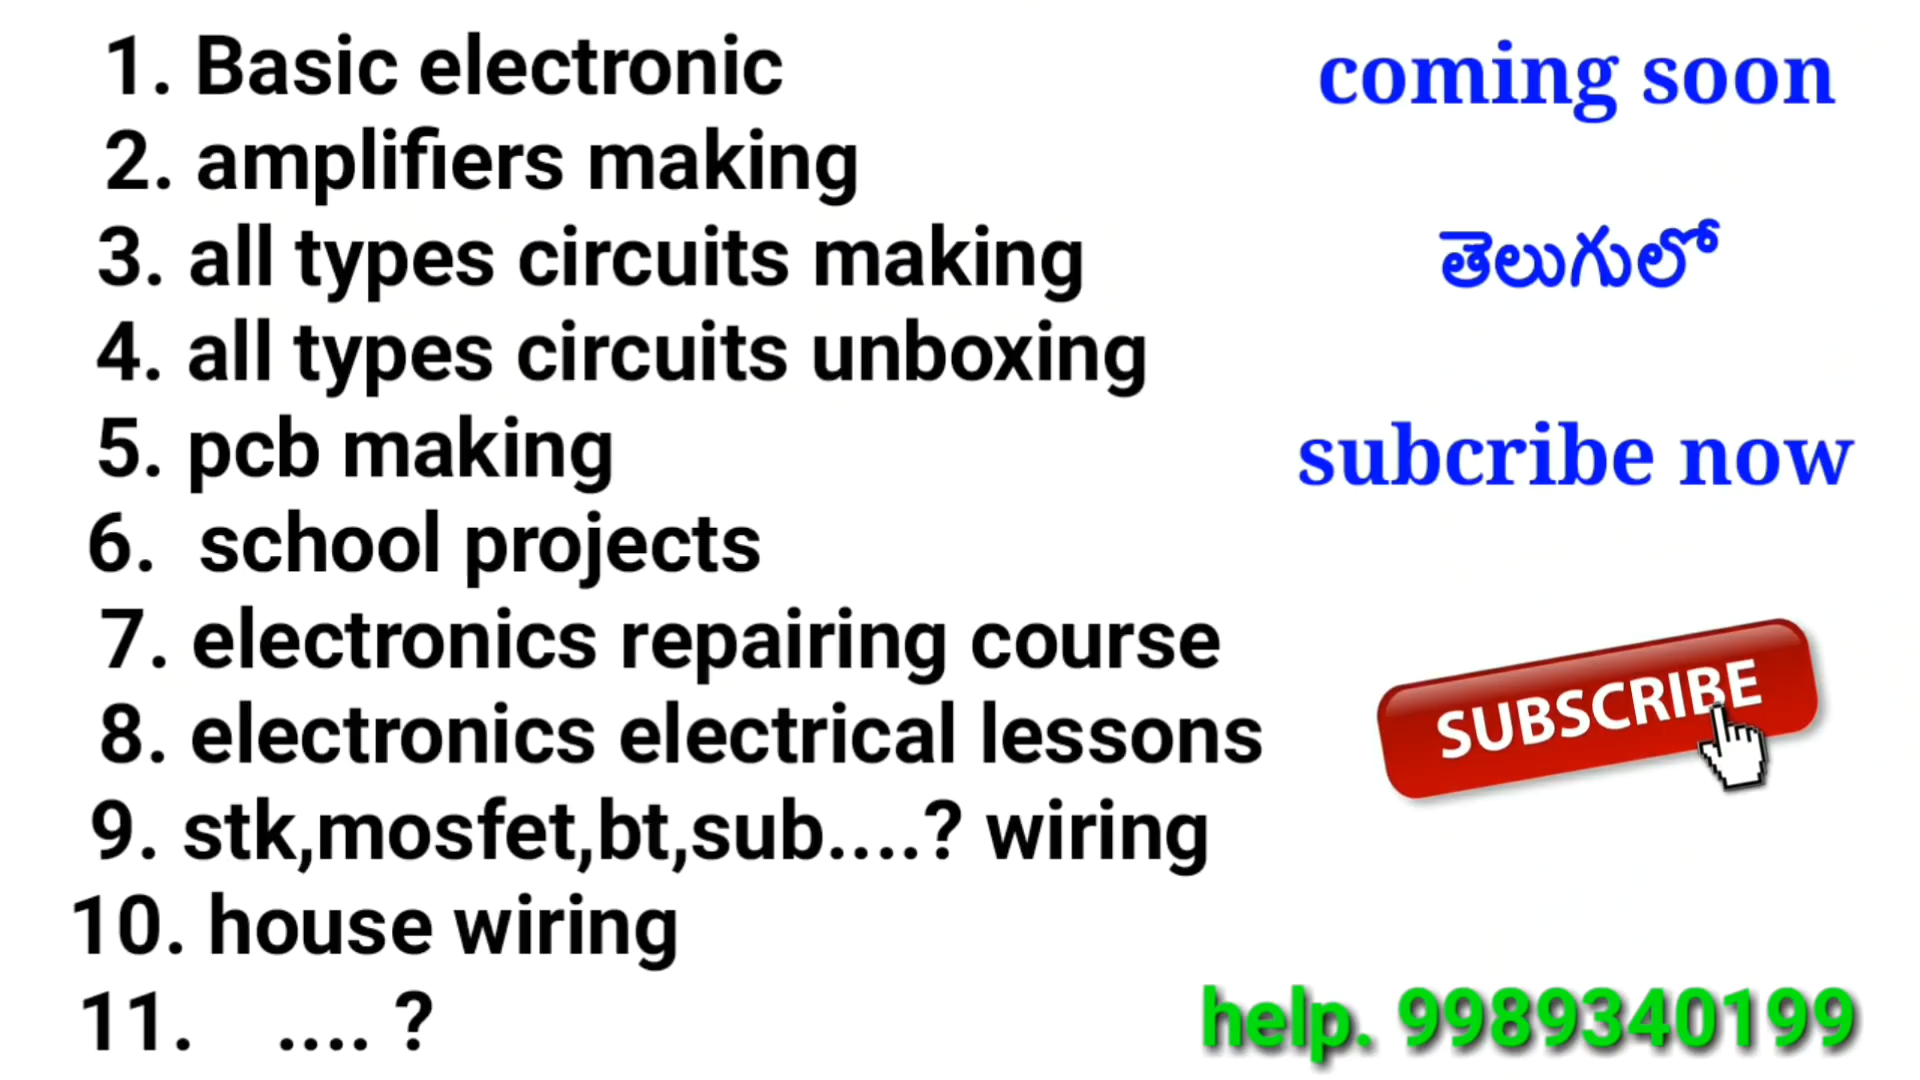 1. Basic electronic
2. amplifiers making
3. all types circuits making
4. all types circuits unboxing
5. pcb making
6. school projects
7. electronics repairing course
8. electronics electrical lessons
9. stk,mosfet,bt,sub....? wiring
10. house wiring
11. .... ?
coming soon
తెలుగులో
subcribe now
SUBSCRIBE
help. 9989340199